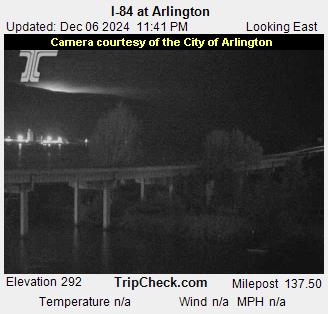 I-84 at Arlington
Updated: Dec 06 2024 11:41 PM Looking East
Camera courtesy of the City of Arlington
Elevation 292 TripCheck.com Milepost 137.50
Temperature n/a Wind n/a MPH n/a